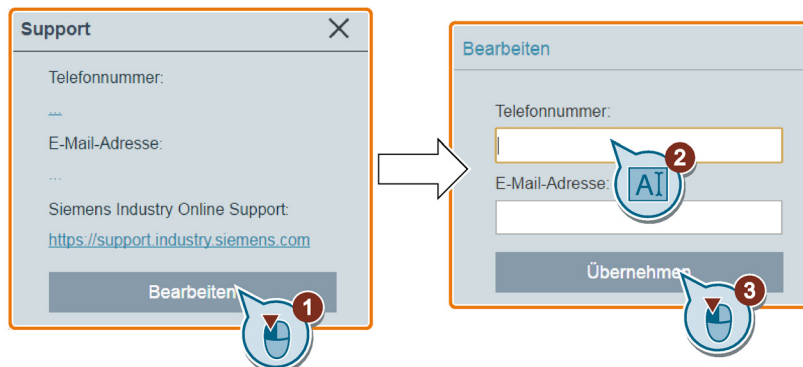 Support
Telefonnummer:
...
E-Mail-Adresse:
...
Siemens Industry Online Support:
https://support.industry.siemens.com
Bearbeiten
1
Bearbeiten
Telefonnummer:
2
AI
E-Mail-Adresse:
Übernehmen
3